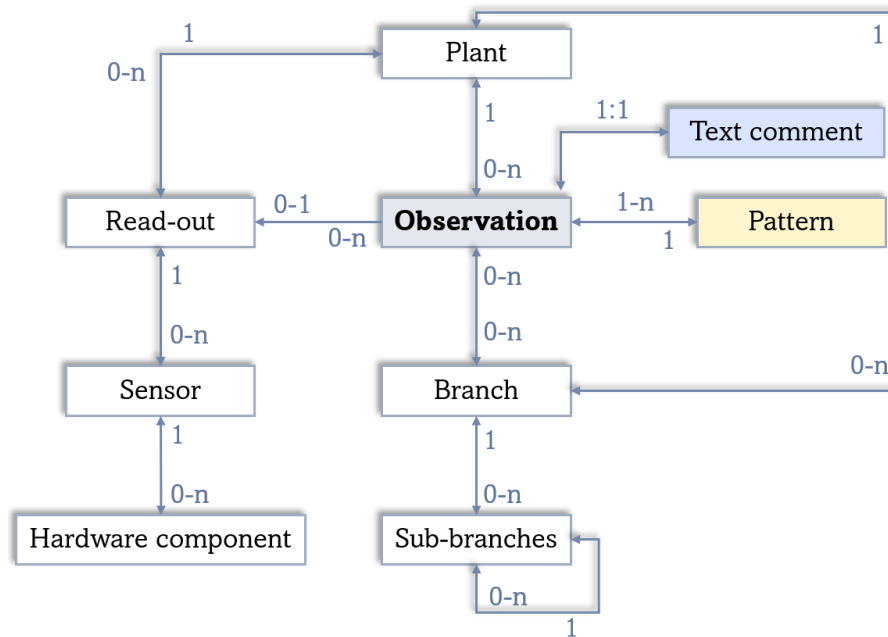 1
1
Plant
0-n
1
1:1
Text comment
0-n
0-1
1-n
Read-out
Observation
Pattern
0-n
1
1
0-n
0-n
0-n
0-n
Sensor
Branch
1
1
0-n
0-n
Hardware component
Sub-branches
0-n
1